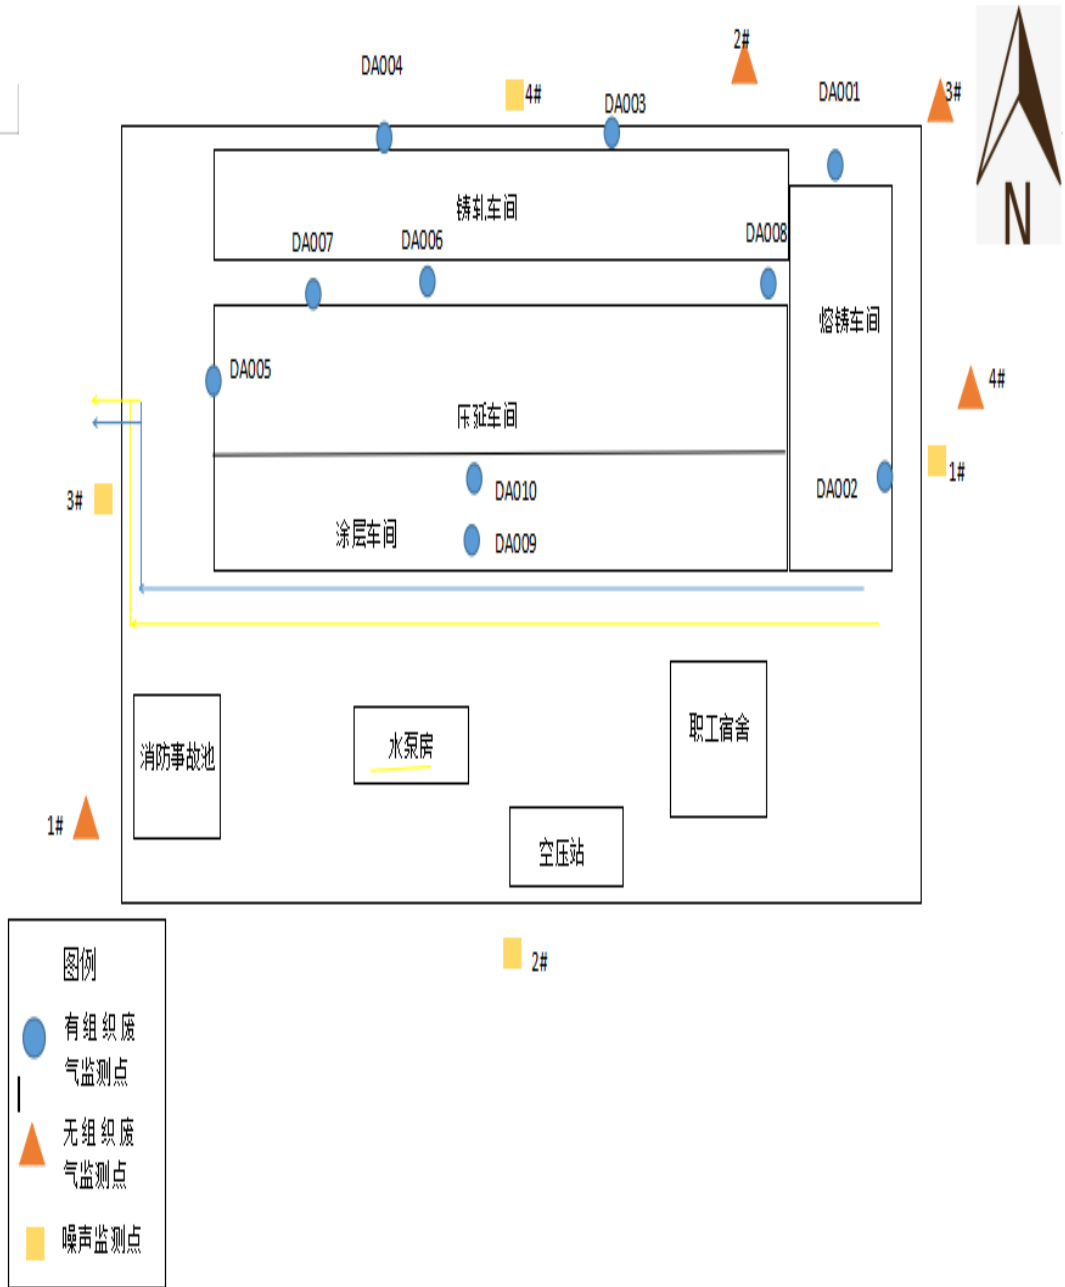 2#
DA004
4#
DA003
DA001
3#
N
铸轧车间
DA007
DA006
DA008
熔铸车间
DA005
4#
压延车间
1#
3#
DA010
DA002
涂层车间
DA009
职工宿舍
消防事故池
水泵房
1#
空压站
2#
图例
有组织废
气监测点
无组织废
气监测点
噪声监测点